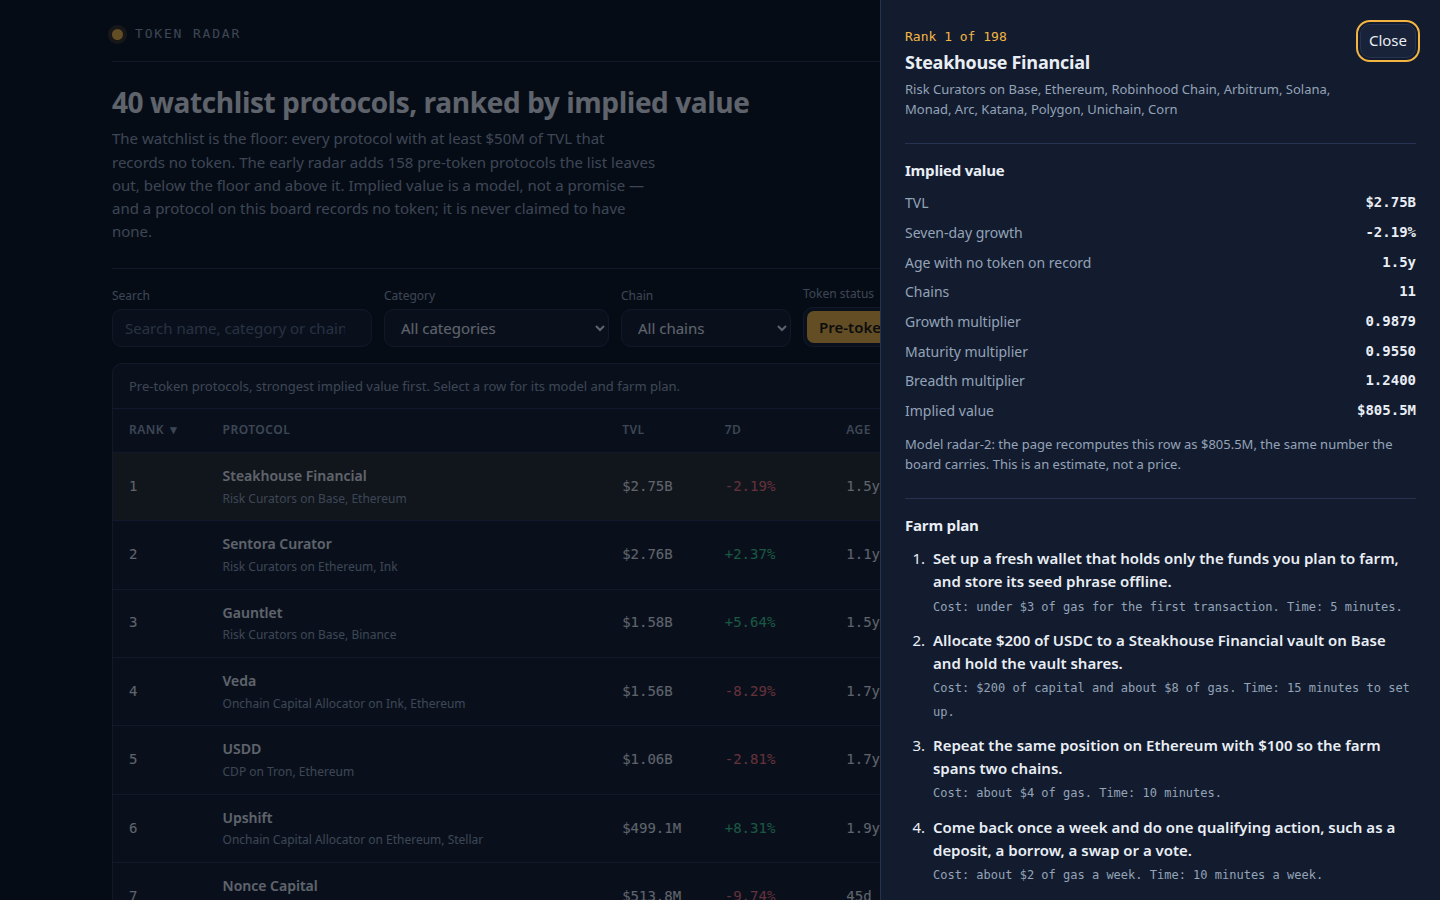 TOKEN RADAR
40 watchlist protocols, ranked by implied value
The watchlist is the floor: every protocol with at least $50M of TVL that
records no token. The early radar adds 158 pre-token protocols the list leaves
out, below the floor and above it. Implied value is a model, not a promise —
and a protocol on this board records no token; it is never claimed to have
none.
Search
Category
Chain
Token status
Search name, category or chain
All categories
All chains
Pre-toke
Pre-token protocols, strongest implied value first. Select a row for its model and farm plan.
RANK ▼ PROTOCOL TVL 7D AGE
1 Steakhouse Financial $2.75B -2.19% 1.5y
Risk Curators on Base, Ethereum
2 Sentora Curator $2.76B +2.37% 1.1y
Risk Curators on Ethereum, Ink
3 Gauntlet $1.58B +5.64% 1.5y
Risk Curators on Base, Binance
4 Veda $1.56B -8.29% 1.7y
Onchain Capital Allocator on Ink, Ethereum
5 USDD $1.06B -2.81% 1.7y
CDP on Tron, Ethereum
6 Upshift $499.1M +8.31% 1.9y
Onchain Capital Allocator on Ethereum, Stellar
7 Nonce Capital $513.8M -9.74% 45d
Rank 1 of 198
Close
Steakhouse Financial
Risk Curators on Base, Ethereum, Robinhood Chain, Arbitrum, Solana,
Monad, Arc, Katana, Polygon, Unichain, Corn
Implied value
TVL $2.75B
Seven-day growth -2.19%
Age with no token on record 1.5y
Chains 11
Growth multiplier 0.9879
Maturity multiplier 0.9550
Breadth multiplier 1.2400
Implied value $805.5M
Model radar-2: the page recomputes this row as $805.5M, the same number the
board carries. This is an estimate, not a price.
Farm plan
1. Set up a fresh wallet that holds only the funds you plan to farm,
and store its seed phrase offline.
Cost: under $3 of gas for the first transaction. Time: 5 minutes.
2. Allocate $200 of USDC to a Steakhouse Financial vault on Base
and hold the vault shares.
Cost: $200 of capital and about $8 of gas. Time: 15 minutes to set
up.
3. Repeat the same position on Ethereum with $100 so the farm
spans two chains.
Cost: about $4 of gas. Time: 10 minutes.
4. Come back once a week and do one qualifying action, such as a
deposit, a borrow, a swap or a vote.
Cost: about $2 of gas a week. Time: 10 minutes a week.